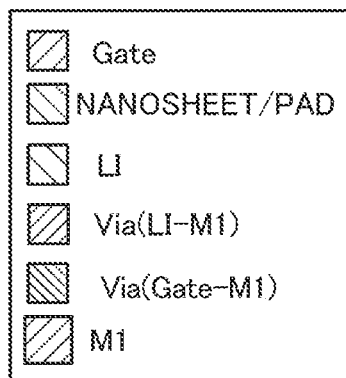 Gate
NANOSHEET/PAD
LI
Via(LI-M1)
Via(Gate-M1)
M1